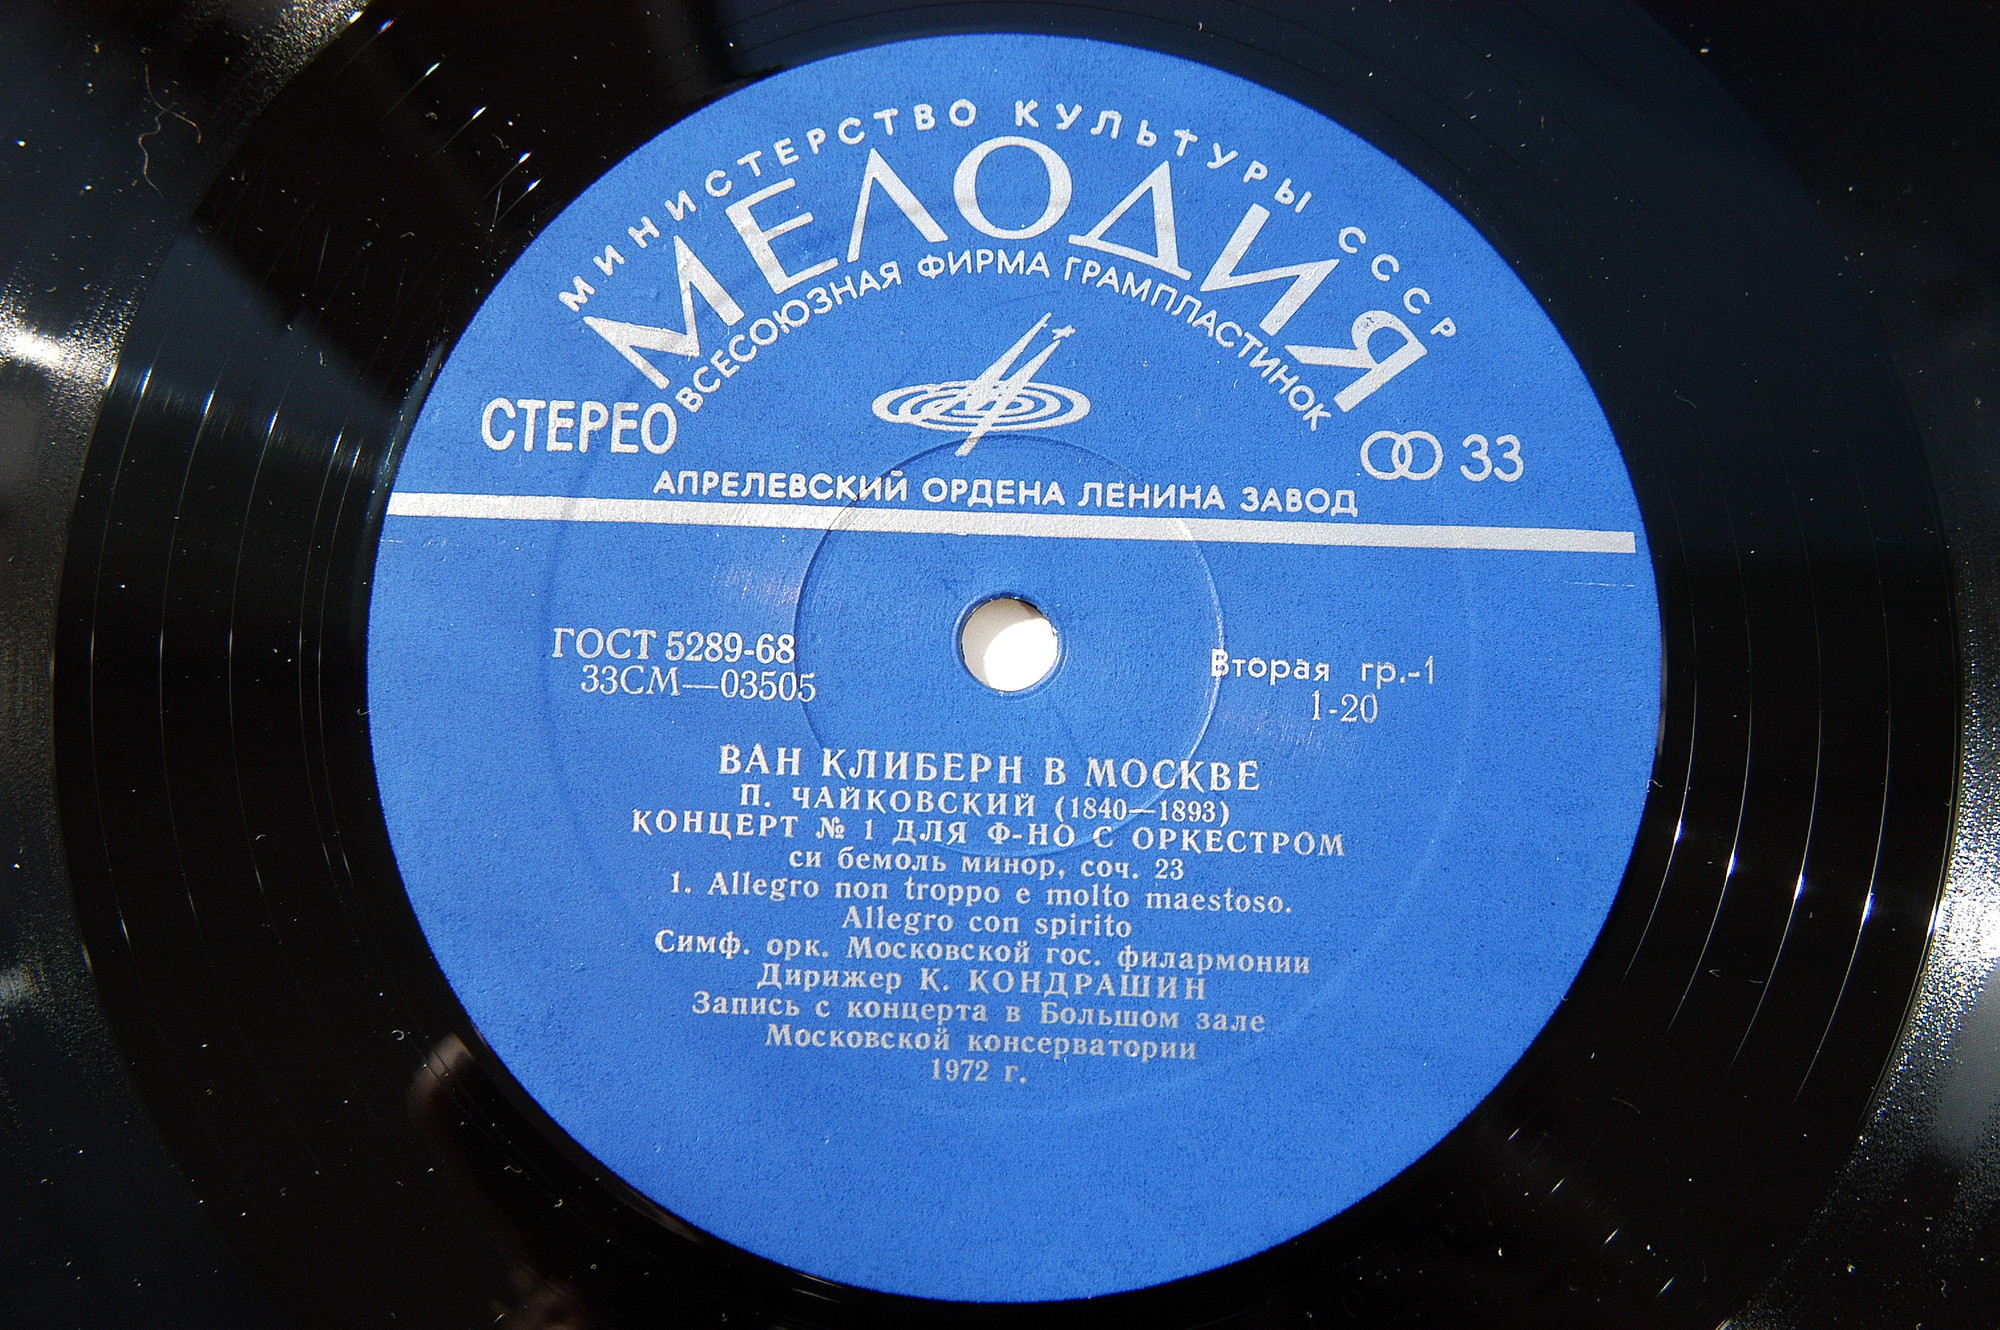 МИНИСТЕРСТВО КУЛЬТУРЫ СССР
МЕЛОДИЯ
ВСЕСОЮЗНАЯ ФИРМА ГРАМПЛАСТИНОК
СТЕРЕО
33
АПРЕЛЕВСКИЙ ОРДЕНА ЛЕНИНА ЗАВОД
ГОСТ 5289-68
33СМ—03505
Вторая гр.-1
1-20
ВАН КЛИБЕРН В МОСКВЕ
П. ЧАЙКОВСКИЙ (1840—1893)
КОНЦЕРТ № 1 ДЛЯ Ф-НО С ОРКЕСТРОМ
си бемоль минор, соч. 23
1. Allegro non troppo e molto maestoso.
Allegro con spirito
Симф. орк. Московской гос. филармонии
Дирижер К. КОНДРАШИН
Запись с концерта в Большом зале
Московской консерватории
1972 г.